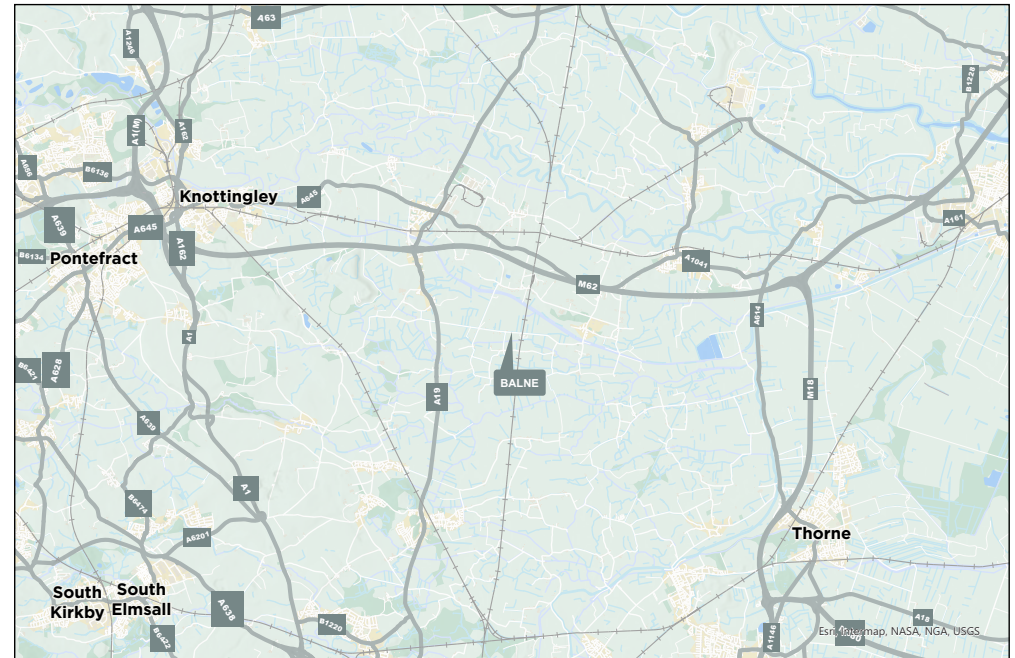 A63
A1246
B1228
A1(M)
A162
A656
B6136
A645
Knottingley
A639
A645
A161
A162
B6134
Pontefract
A1041
M62
A614
A1
B6421
A628
BALNE
A19
M18
A639
A1
B6474
Thorne
A6201
South
Kirkby
South
Elmsall
A638
B1220
A18
B6422
A1146
Esri, Intermap, NASA, NGA, USGS